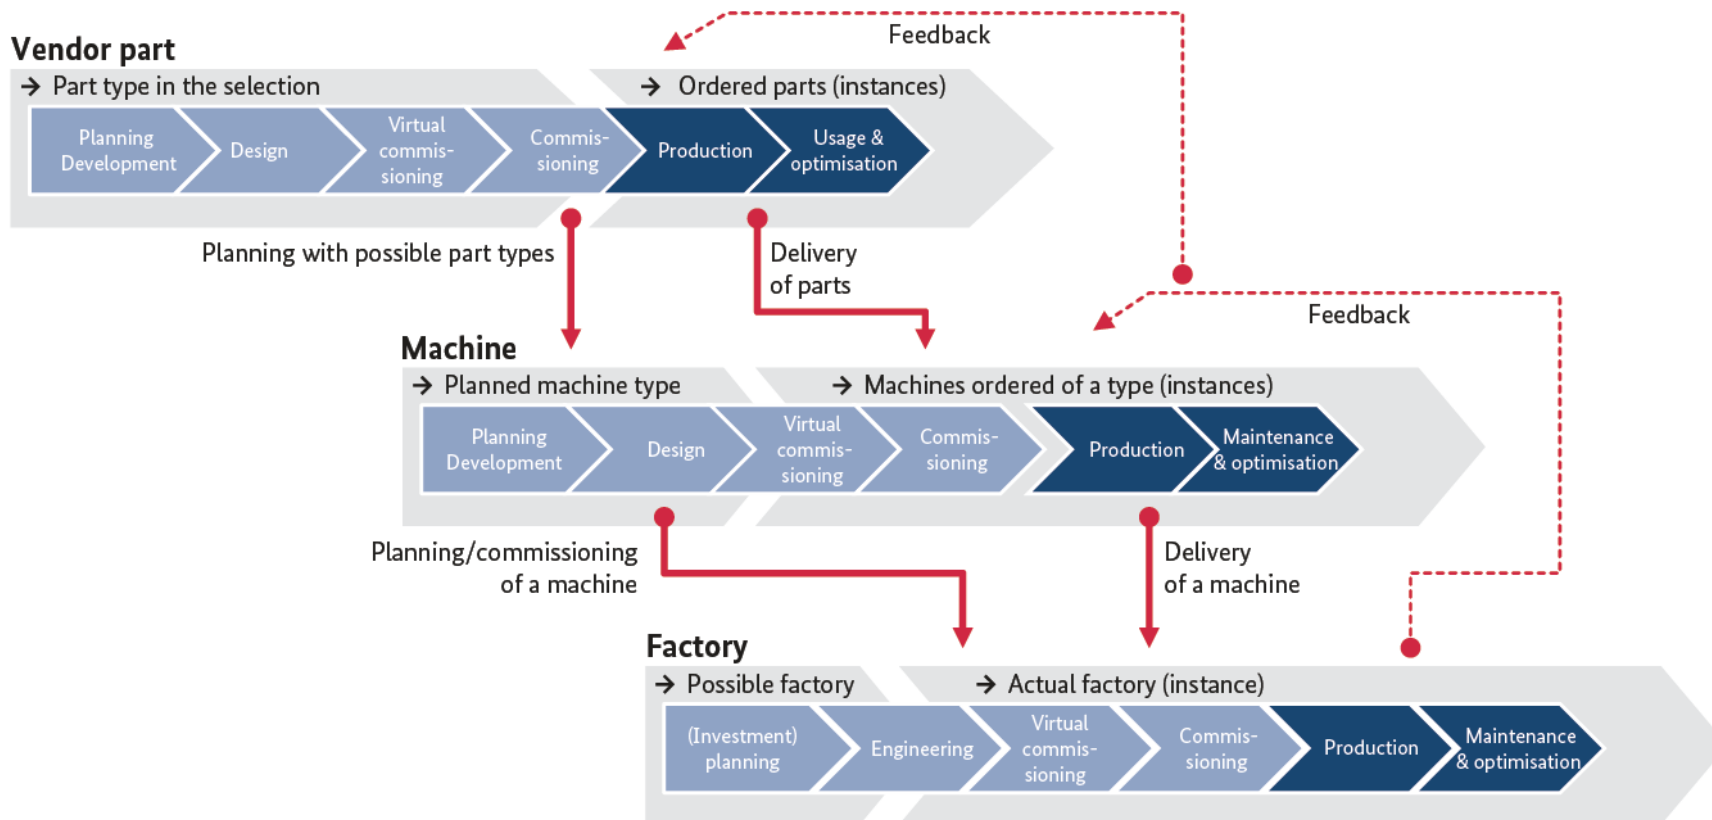 Feedback
Vendor part
→ Part type in the selection
→ Ordered parts (instances)
Planning
Development
Design
Virtual
commis-
sioning
Commis-
sioning
Production
Usage &
optimisation
Planning with possible part types
Delivery
of parts
Feedback
Machine
→ Planned machine type
→ Machines ordered of a type (instances)
Planning
Development
Design
Virtual
commis-
sioning
Commis-
sioning
Production
Maintenance
& optimisation
Planning/commissioning
of a machine
Delivery
of a machine
Factory
→ Possible factory
→ Actual factory (instance)
(Investment)
planning
Engineering
Virtual
commis-
sioning
Commis-
sioning
Production
Maintenance
& optimisation